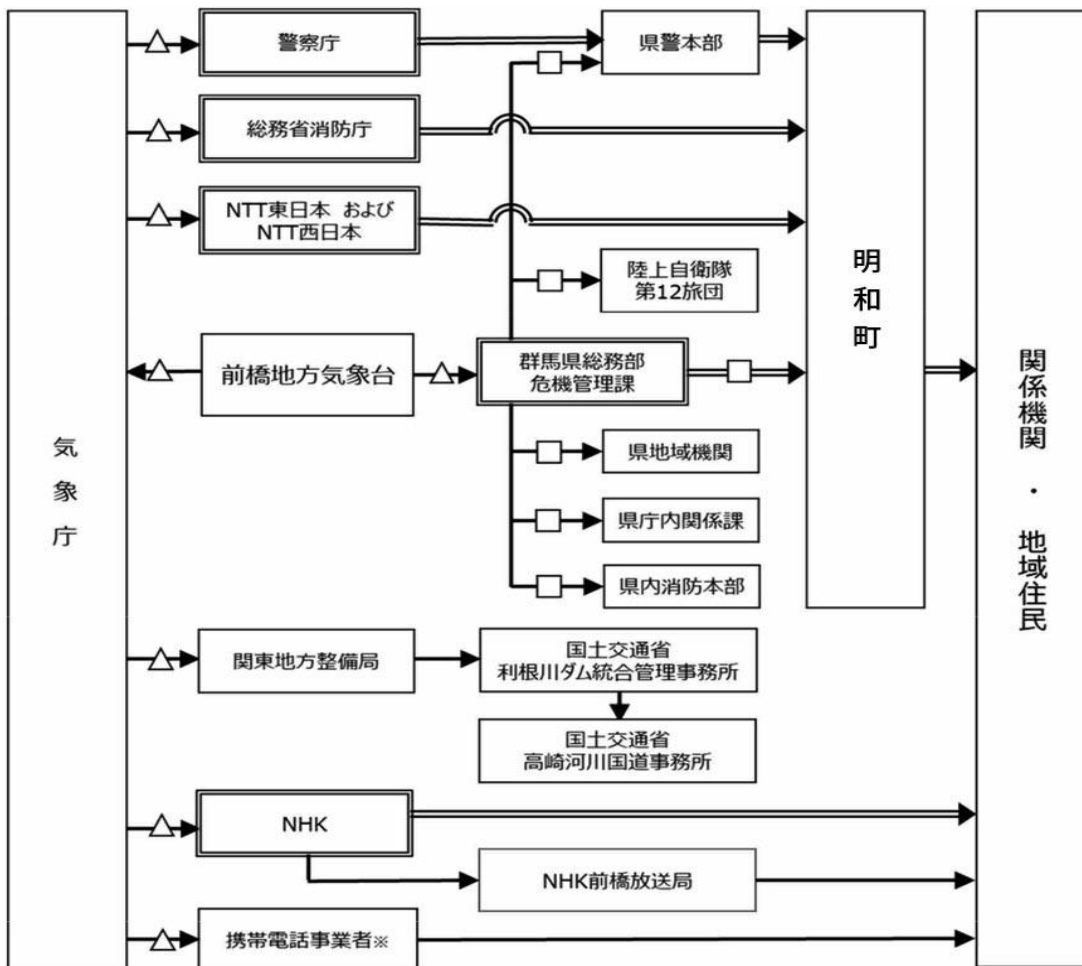 気象庁
警察庁
県警本部
総務省消防庁
NTT東日本 および
NTT西日本
陸上自衛隊
第12旅団
前橋地方気象台
群馬県総務部
危機管理課
県地域機関
県庁内関係課
県内消防本部
明和町
関係機関・地域住民
関東地方整備局
国土交通省
利根川ダム統合管理事務所
国土交通省
高崎河川国道事務所
NHK
NHK前橋放送局
携帯電話事業者※